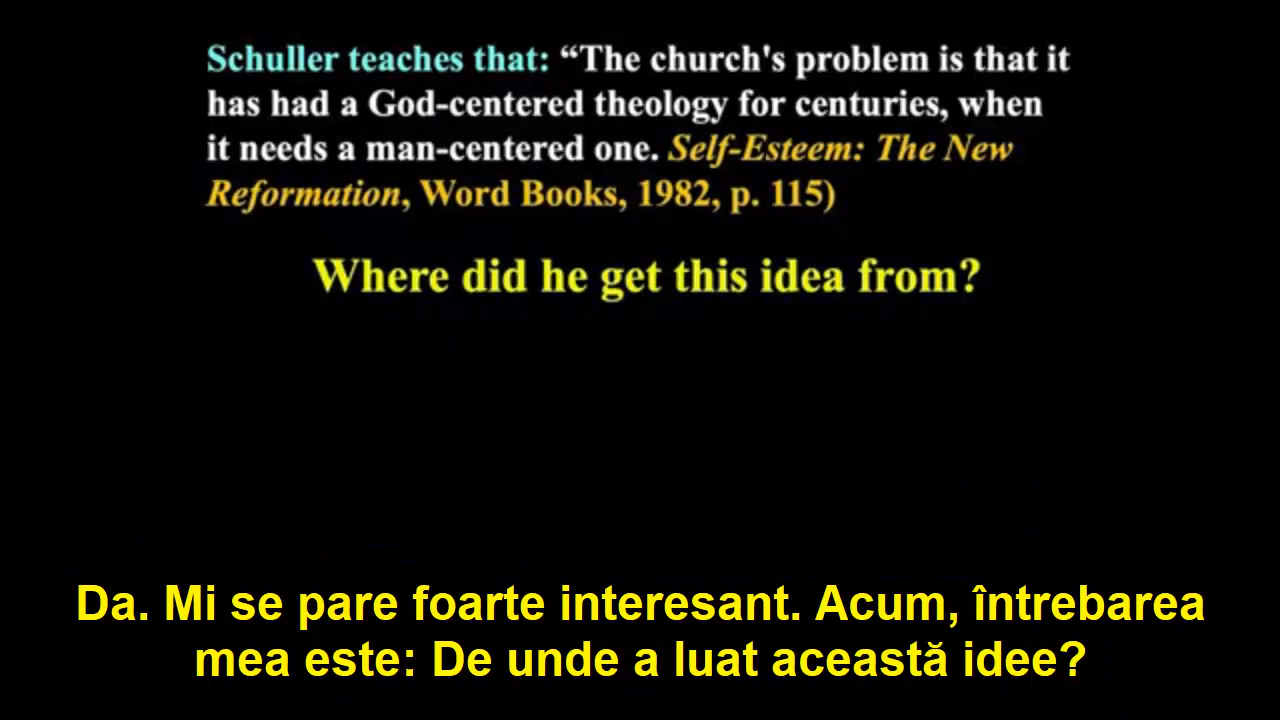 Schuller teaches that: “The church's problem is that it
has had a God-centered theology for centuries, when
it needs a man-centered one. Self-Esteem: The New
Reformation, Word Books, 1982, p. 115)
Where did he get this idea from?
Da. Mi se pare foarte interesant. Acum, întrebarea
mea este: De unde a luat această idee?